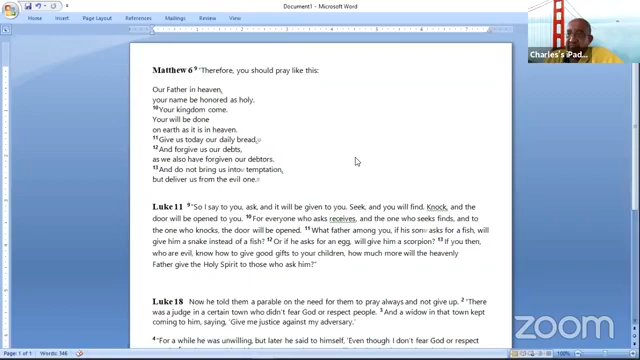 Document1 - Microsoft Word
Home Insert Page Layout References Mailings Review View
Charles's iPad...
Matthew 6 9 "Therefore, you should pray like this:
Our Father in heaven,
your name be honored as holy.
10 Your kingdom come.
Your will be done
on earth as it is in heaven.
11 Give us today our daily bread.
12 And forgive us our debts,
as we also have forgiven our debtors.
13 And do not bring us into temptation,
but deliver us from the evil one.
Luke 11 9 "So I say to you, ask, and it will be given to you. Seek, and you will find. Knock, and the
door will be opened to you. 10 For everyone who asks receives, and the one who seeks finds, and to
the one who knocks, the door will be opened. 11 What father among you, if his son asks for a fish, will
give him a snake instead of a fish? 12 Or if he asks for an egg, will give him a scorpion? 13 If you then,
who are evil, know how to give good gifts to your children, how much more will the heavenly
Father give the Holy Spirit to those who ask him?"
Luke 18 Now he told them a parable on the need for them to pray always and not give up. 2 "There
was a judge in a certain town who didn't fear God or respect people. 3 And a widow in that town kept
coming to him, saying, 'Give me justice against my adversary.'
4 "For a while he was unwilling, but later he said to himself, 'Even though I don't fear God or respect
zoom
Page: 1 of 1 Words: 346 100%